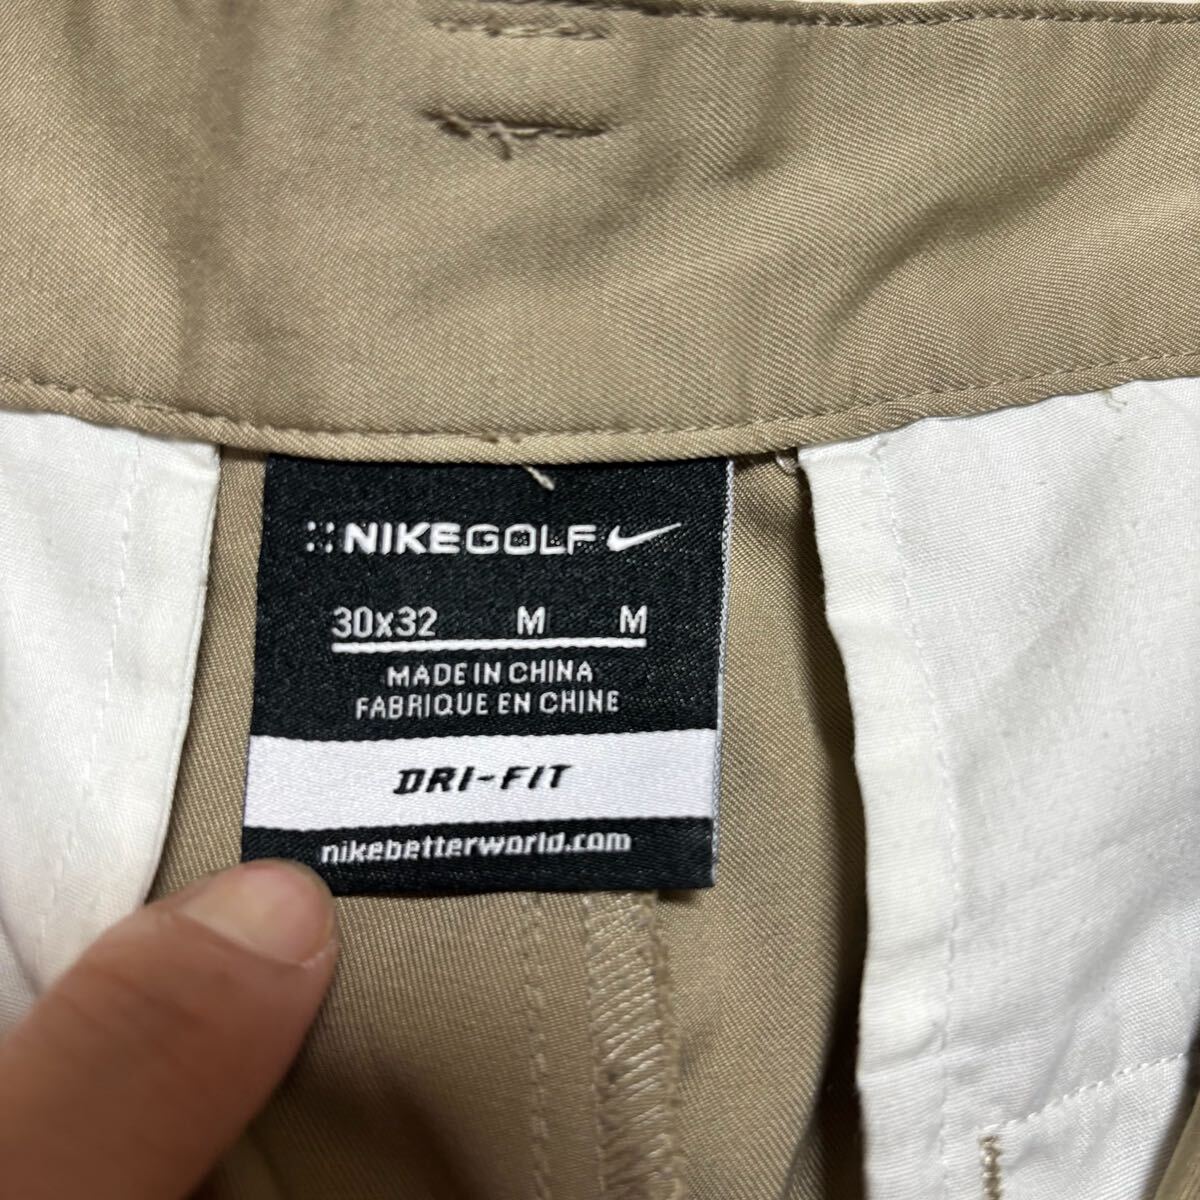 NIKEGOLF
30x32 M M
MADE IN CHINA
FABRIQUE EN CHINE
DRI-FIT
nikebetterworld.com